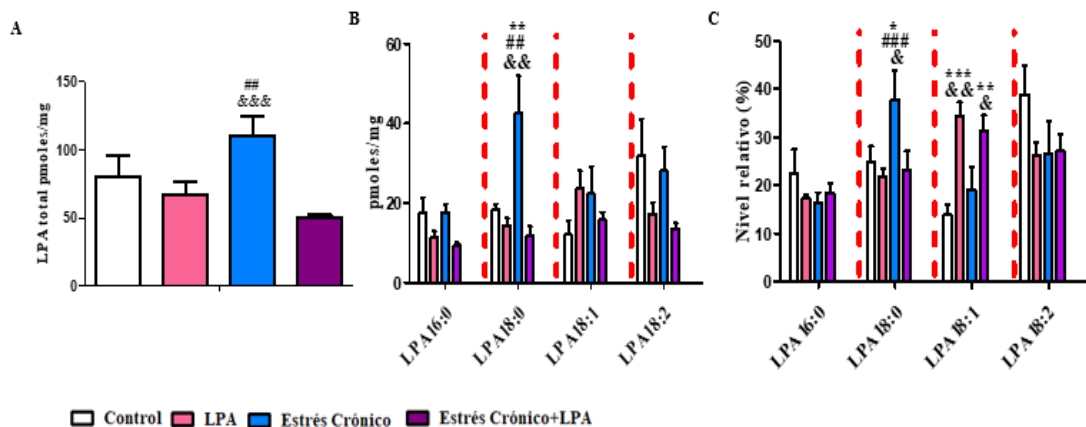 A
LPA total pmoles/mg
150
100
50
0
##
&&&
B
pmoles/mg
60
40
20
0
**
##
&&
LPA16:0
LPA18:0
LPA18:1
LPA18:2
C
Nivel relativo (%)
50
40
30
20
10
0
*
###
&
***
&&
**
&
LPA 16:0
LPA 18:0
LPA 18:1
LPA 18:2
Control LPA Estrés Crónico Estrés Crónico+LPA